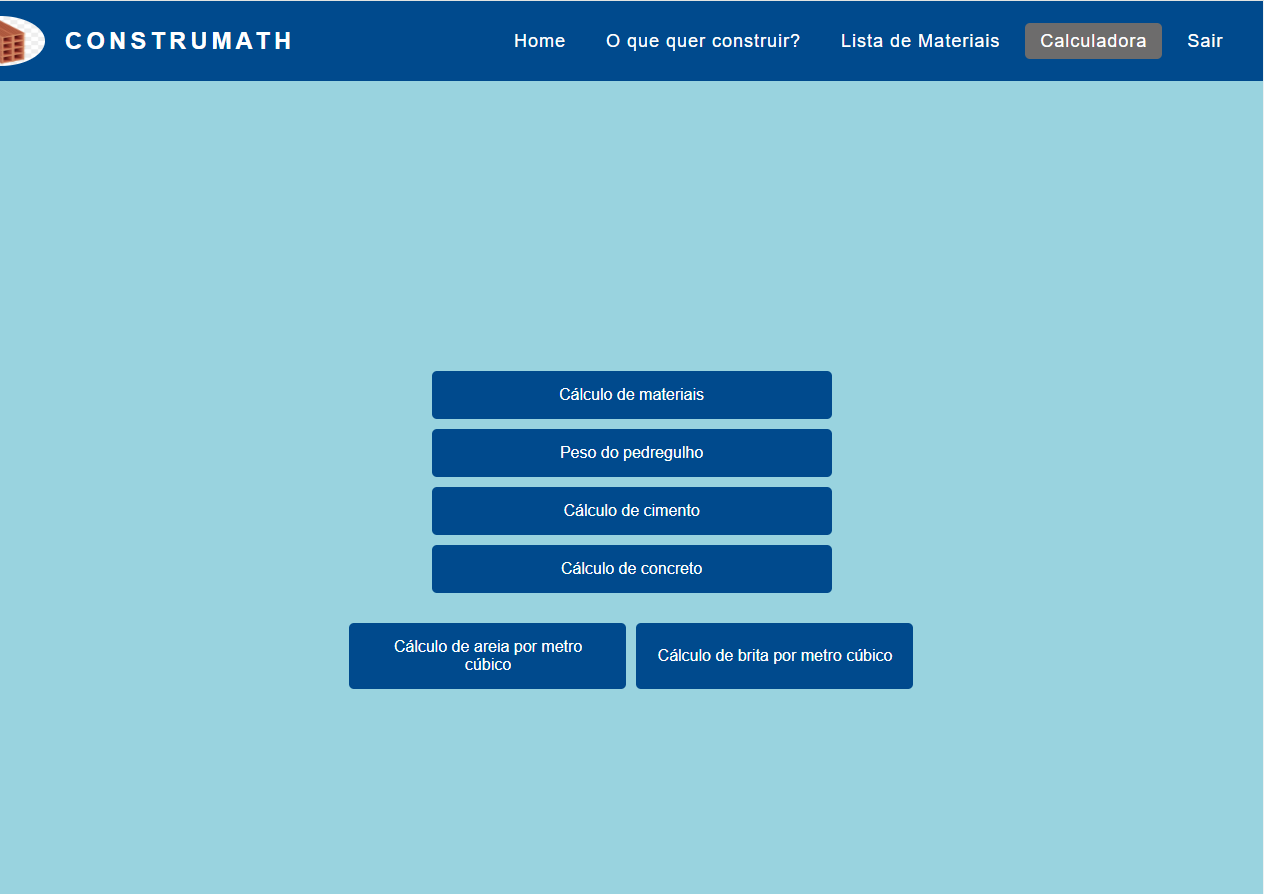 CONSTRUMATH
Home
O que quer construir?
Lista de Materiais
Calculadora
Sair
Cálculo de materiais
Peso do pedregulho
Cálculo de cimento
Cálculo de concreto
Cálculo de areia por metro
cúbico
Cálculo de brita por metro cúbico